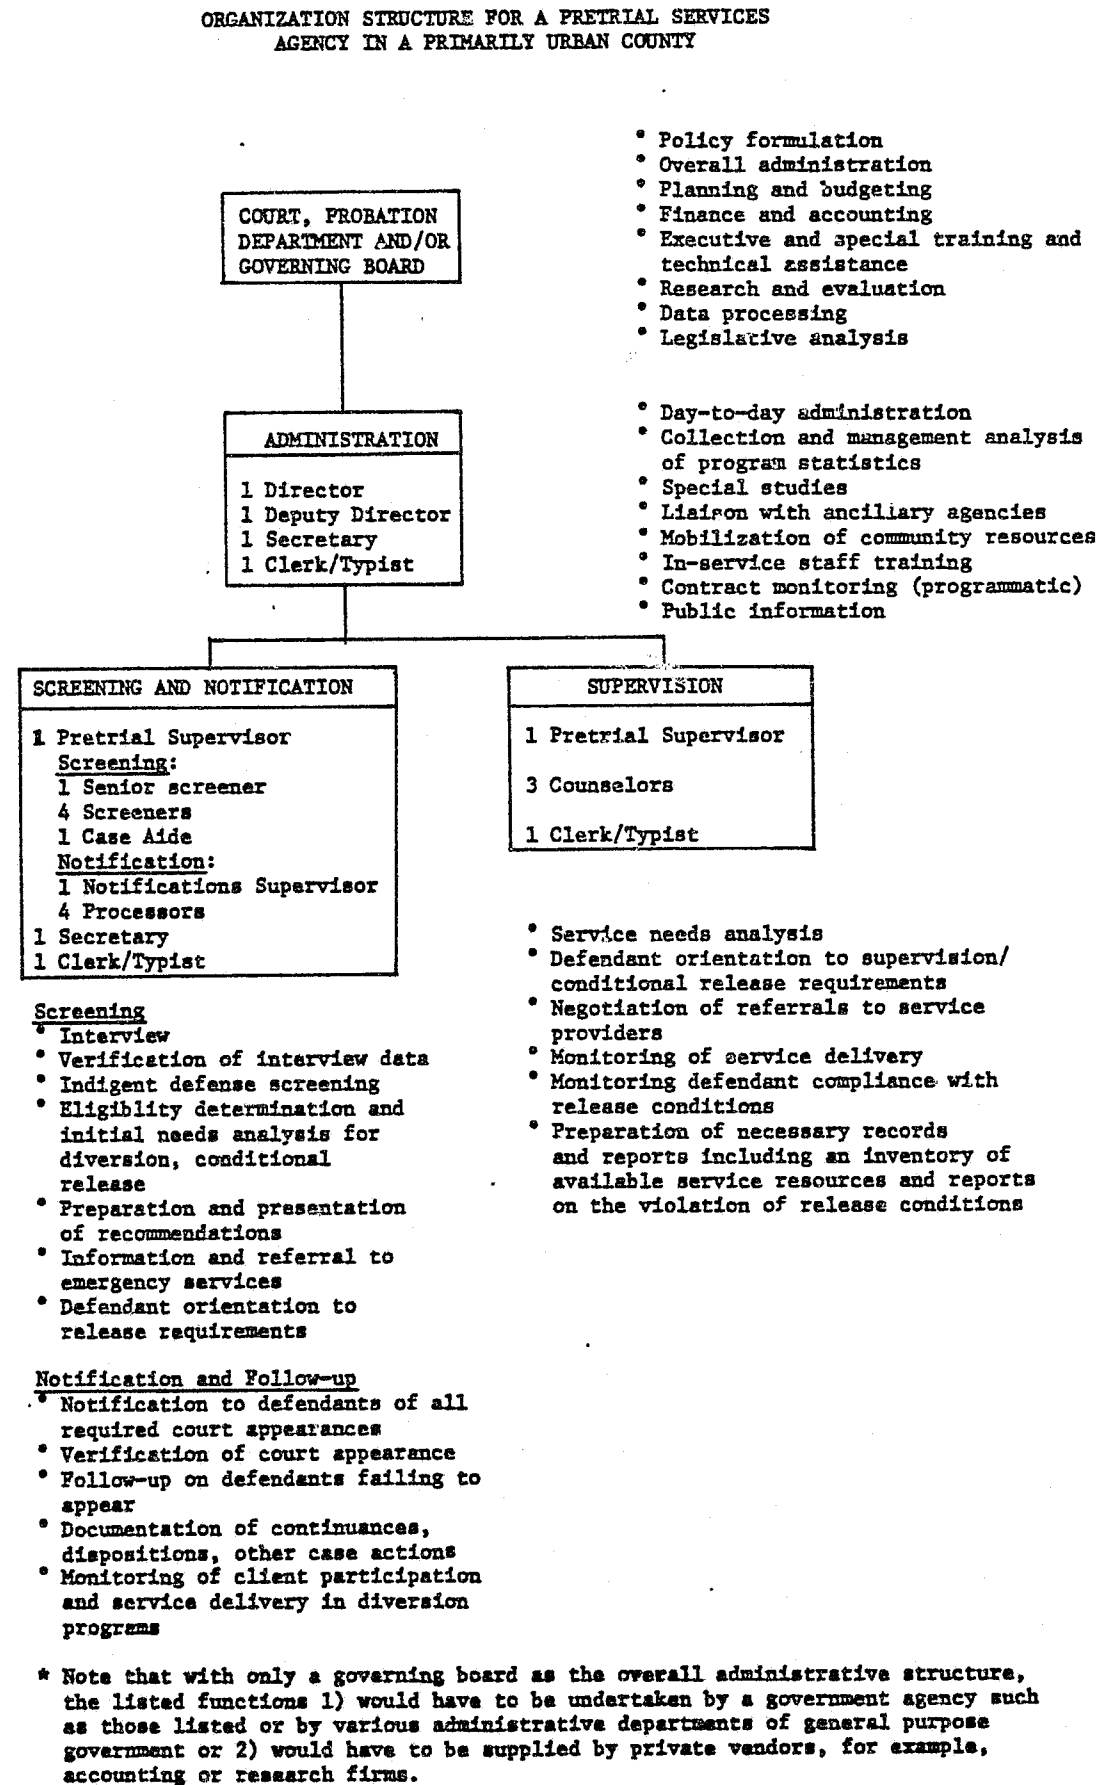 ORGANIZATION STRUCTURE FOR A PRETRIAL SERVICES
AGENCY IN A PRIMARILY URBAN COUNTY
COURT, PROBATION
DEPARTMENT AND/OR
GOVERNING BOARD
* Policy formulation
* Overall administration
* Planning and budgeting
* Finance and accounting
* Executive and special training and
technical assistance
* Research and evaluation
* Data processing
* Legislative analysis
ADMINISTRATION
1 Director
1 Deputy Director
1 Secretary
1 Clerk/Typist
* Day-to-day administration
* Collection and management analysis
of program statistics
* Special studies
* Liaison with ancillary agencies
* Mobilization of community resources
* In-service staff training
* Contract monitoring (programmatic)
* Public information
SCREENING AND NOTIFICATION
1 Pretrial Supervisor
Screening:
1 Senior screener
4 Screeners
1 Case Aide
Notification:
1 Notifications Supervisor
4 Processors
1 Secretary
1 Clerk/Typist
SUPERVISION
1 Pretrial Supervisor
3 Counselors
1 Clerk/Typist
Screening
* Interview
* Verification of interview data
* Indigent defense screening
* Eligiblity determination and
initial needs analysis for
diversion, conditional
release
* Preparation and presentation
of recommendations
* Information and referral to
emergency services
* Defendant orientation to
release requirements
* Service needs analysis
* Defendant orientation to supervision/
conditional release requirements
* Negotiation of referrals to service
providers
* Monitoring of service delivery
* Monitoring defendant compliance with
release conditions
* Preparation of necessary records
and reports including an inventory of
available service resources and reports
on the violation of release conditions
Notification and Follow-up
* Notification to defendants of all
required court appearances
* Verification of court appearance
* Follow-up on defendants failing to
appear
* Documentation of continuances,
dispositions, other case actions
* Monitoring of client participation
and service delivery in diversion
programs
* Note that with only a governing board as the overall administrative structure,
the listed functions 1) would have to be undertaken by a government agency such
as those listed or by various administrative departments of general purpose
government or 2) would have to be supplied by private vendors, for example,
accounting or research firms.